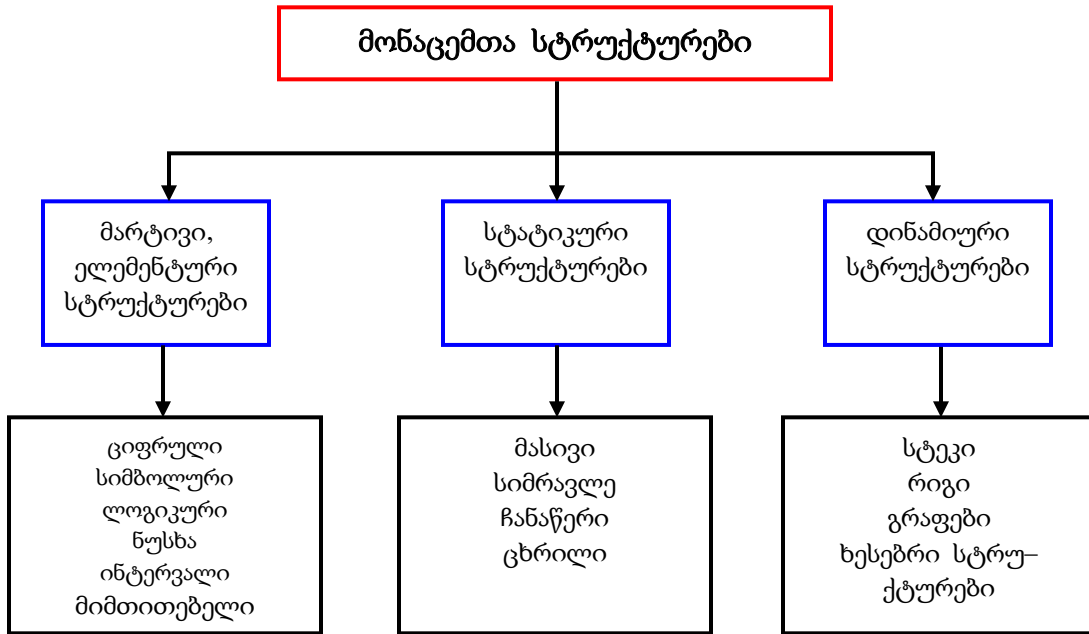 მონაცემთა სტრუქტურები
მარტივი,
ელემენტური
სტრუქტურები
სტატიკური
სტრუქტურები
დინამიური
სტრუქტურები
ციფრული
სიმბოლური
ლოგიკური
ნუსხა
ინტერვალი
მიმთითებელი
მასივი
სიმრავლე
ჩანაწერი
ცხრილი
სტეკი
რიგი
გრაფები
ხესებრი სტრუ–
ქტურები